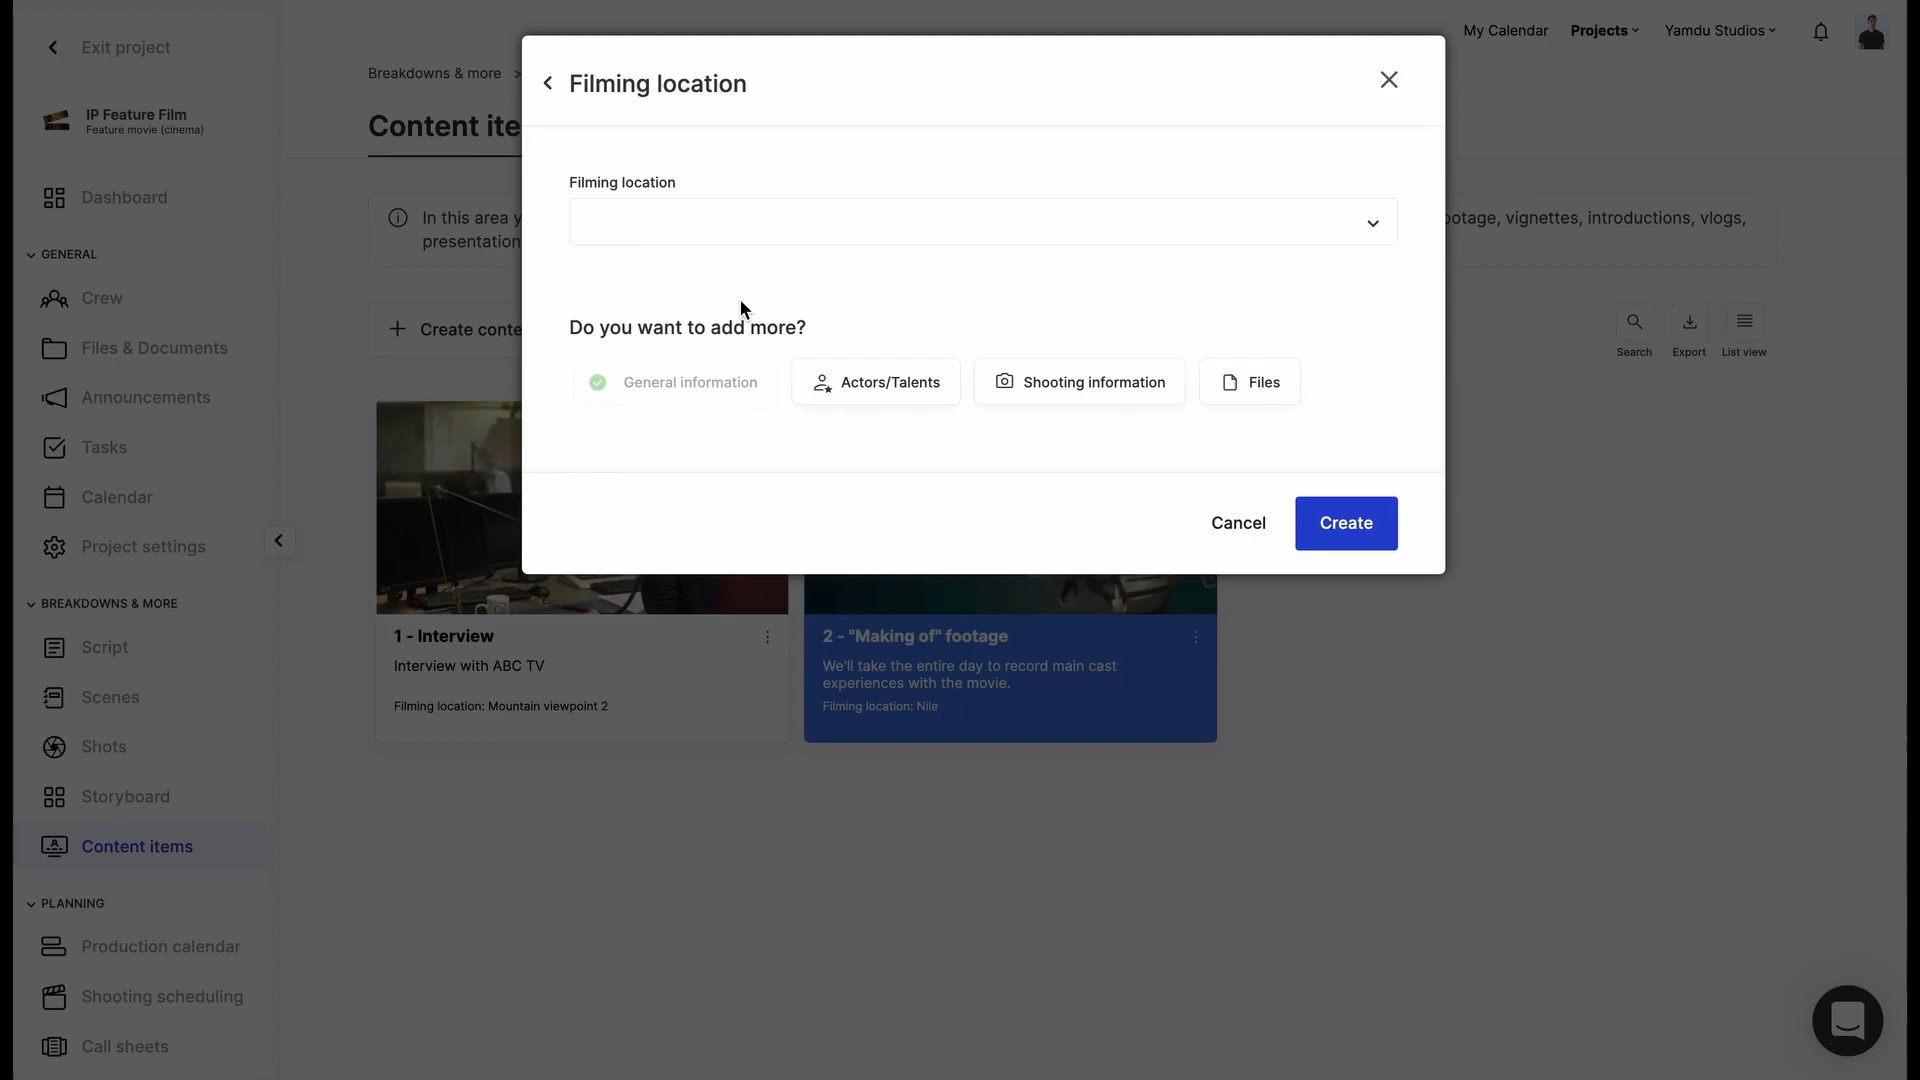 Exit project
IP Feature Film
Feature movie (cinema)
Dashboard
GENERAL
Crew
Files & Documents
Announcements
Tasks
Calendar
Project settings
BREAKDOWNS & MORE
Script
Scenes
Shots
Storyboard
Content items
PLANNING
Production calendar
Shooting scheduling
Call sheets
My Calendar
Projects
Yamdu Studios
Breakdowns & more >
Content ite
In this area y
ootage, vignettes, introductions, vlogs,
presentation
Create conte
Search
Export
List view
Filming location
Filming location
Do you want to add more?
General information
Actors/Talents
Shooting information
Files
Cancel
Create
1 - Interview
Interview with ABC TV
Filming location: Mountain viewpoint 2
2 - "Making of" footage
We'll take the entire day to record main cast
experiences with the movie.
Filming location: Nile